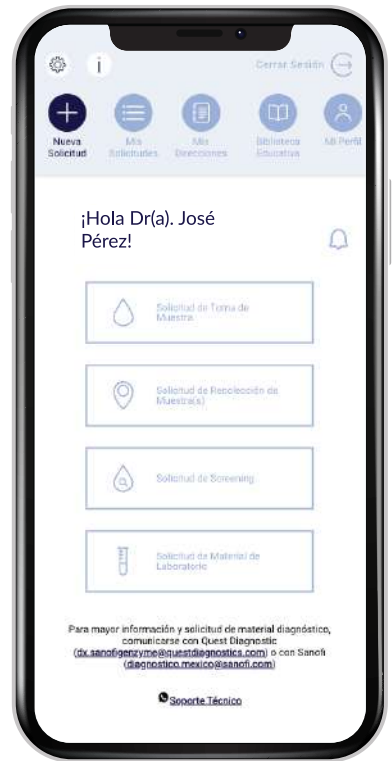 Cerrar Sesión
Nueva
Solicitud
Mis
Solicitudes
Mis
Direcciones
Biblioteca
Educativa
Mi Perfil
¡Hola Dr(a). José
Pérez!
Solicitud de Toma de
Muestra
Solicitud de Recolección de
Muestra(s)
Solicitud de Screening
Solicitud de Material de
Laboratorio
Para mayor información y solicitud de material diagnóstico,
comunicarse con Quest Diagnostic
(dx.sanofigenzyme@questdiagnostics.com) o con Sanofi
(diagnostico.mexico@sanofi.com)
Soporte Técnico